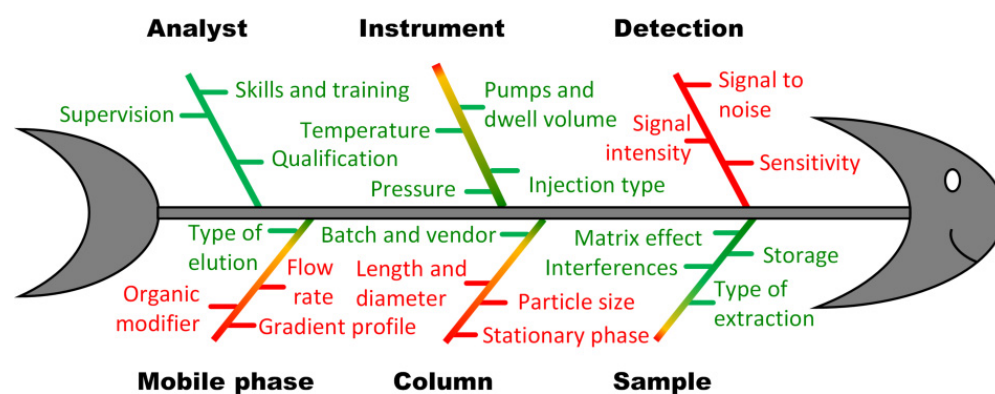 Analyst
Instrument
Detection
Skills and training
Supervision
Qualification
Pumps and
dwell volume
Temperature
Pressure
Injection type
Signal to
noise
Signal
intensity
Sensitivity
Type of
elution
Flow
rate
Organic
modifier
Gradient profile
Batch and vendor
Length and
diameter
Particle size
Stationary phase
Matrix effect
Interferences
Storage
Type of
extraction
Mobile phase
Column
Sample